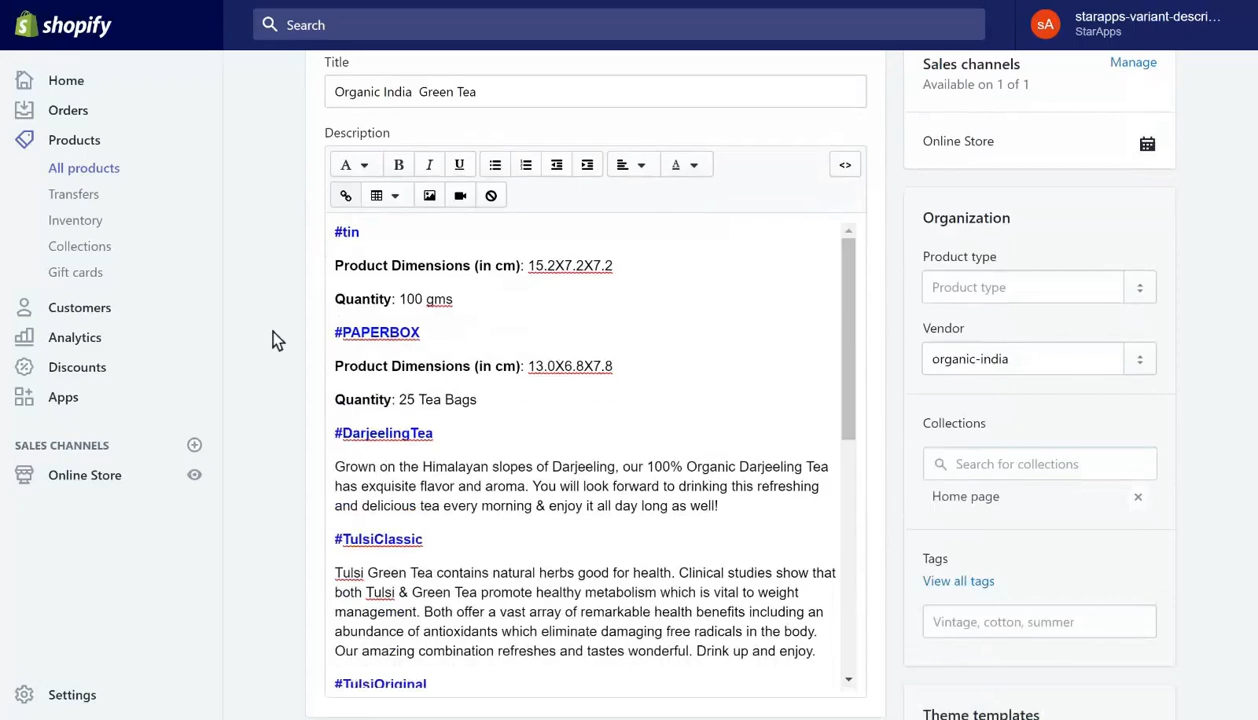 shopify
Search
starapps-variant-descri...
StarApps
Home
Orders
Products
All products
Transfers
Inventory
Collections
Gift cards
Customers
Analytics
Discounts
Apps
SALES CHANNELS
Online Store
Settings
Title
Organic India  Green Tea
Description
A B I U A <>
#tin
Product Dimensions (in cm): 15.2X7.2X7.2
Quantity: 100 gms
#PAPERBOX
Product Dimensions (in cm): 13.0X6.8X7.8
Quantity: 25 Tea Bags
#DarjeelingTea
Grown on the Himalayan slopes of Darjeeling, our 100% Organic Darjeeling Tea
has exquisite flavor and aroma. You will look forward to drinking this refreshing
and delicious tea every morning & enjoy it all day long as well!
#TulsiClassic
Tulsi Green Tea contains natural herbs good for health. Clinical studies show that
both Tulsi & Green Tea promote healthy metabolism which is vital to weight
management. Both offer a vast array of remarkable health benefits including an
abundance of antioxidants which eliminate damaging free radicals in the body.
Our amazing combination refreshes and tastes wonderful. Drink up and enjoy.
#TulsiOriginal
Sales channels
Manage
Available on 1 of 1
Online Store
Organization
Product type
Product type
Vendor
organic-india
Collections
Search for collections
Home page
Tags
View all tags
Vintage, cotton, summer
Theme templates
sA